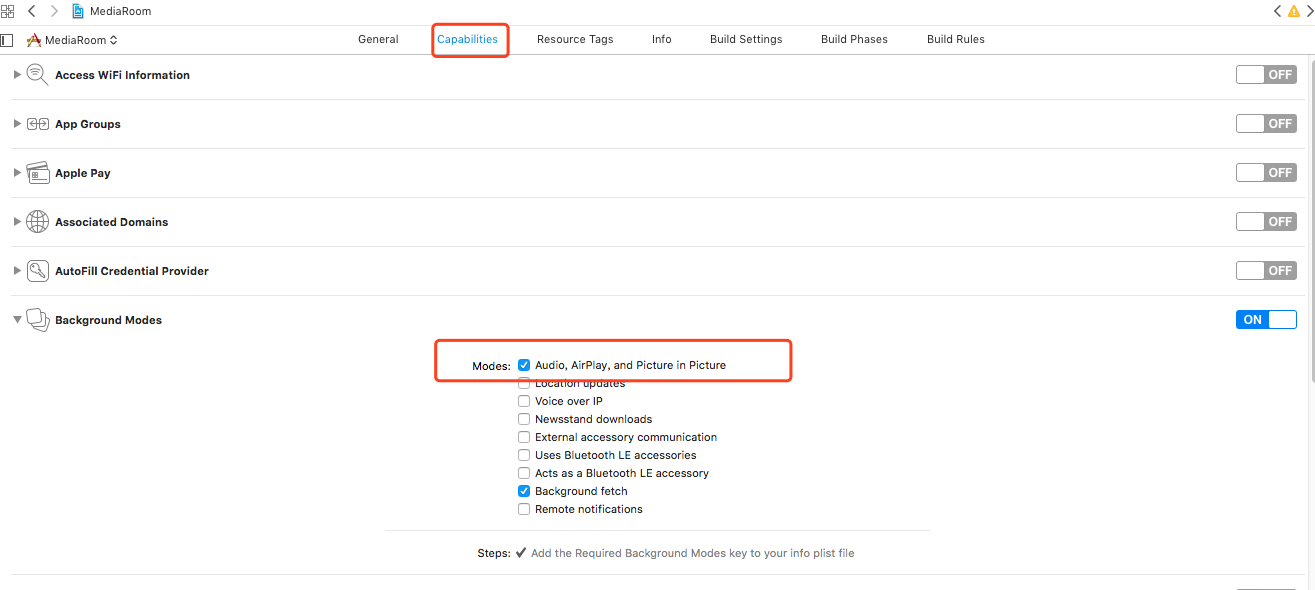 MediaRoom
MediaRoom
General Capabilities Resource Tags Info Build Settings Build Phases Build Rules
Access WiFi Information OFF
App Groups OFF
Apple Pay OFF
Associated Domains OFF
AutoFill Credential Provider OFF
Background Modes ON
Modes: Audio, AirPlay, and Picture in Picture
Location updates
Voice over IP
Newsstand downloads
External accessory communication
Uses Bluetooth LE accessories
Acts as a Bluetooth LE accessory
Background fetch
Remote notifications
Steps: Add the Required Background Modes key to your info plist file